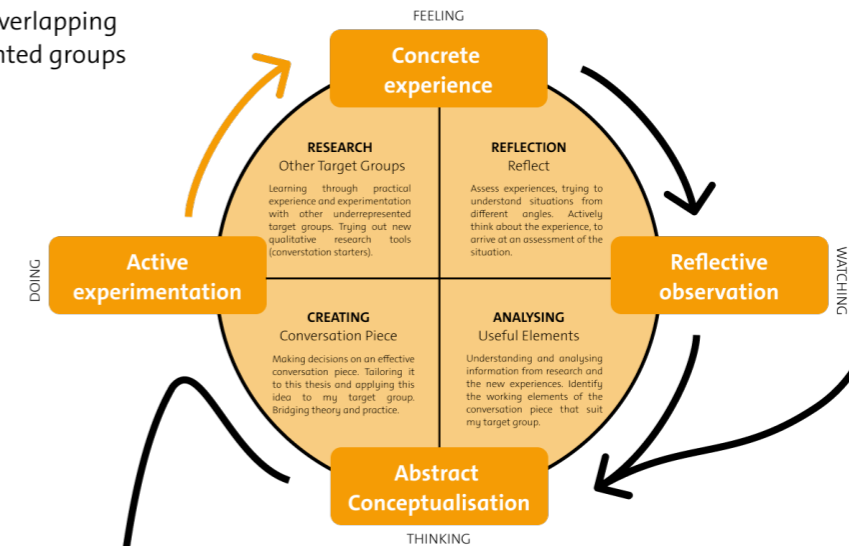 verlapping
nted groups
FEELING
Concrete
experience
RESEARCH
Other Target Groups
Learning through practical
experience and experimentation
with other underrepresented
target groups. Trying out new
qualitative research tools
(converstation starters).
REFLECTION
Reflect
Assess experiences, trying to
understand situations from
different angles. Actively
think about the experience, to
arrive at an assessment of the
situation.
DOING
Active
experimentation
Reflective
observation
WATCHING
CREATING
Conversation Piece
Making decisions on an effective
conversation piece. Tailoring it
to this thesis and applying this
idea to my target group.
Bridging theory and practice.
ANALYSING
Useful Elements
Understanding and analysing
information from research and
the new experiences. Identify
the working elements of the
conversation piece that suit
my target group.
Abstract
Conceptualisation
THINKING